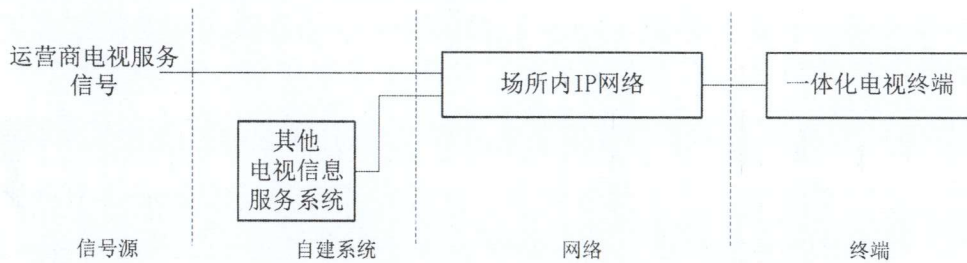 运营商电视服务
信号
场所内IP网络
一体化电视终端
其他
电视信息
服务系统
信号源
自建系统
网络
终端